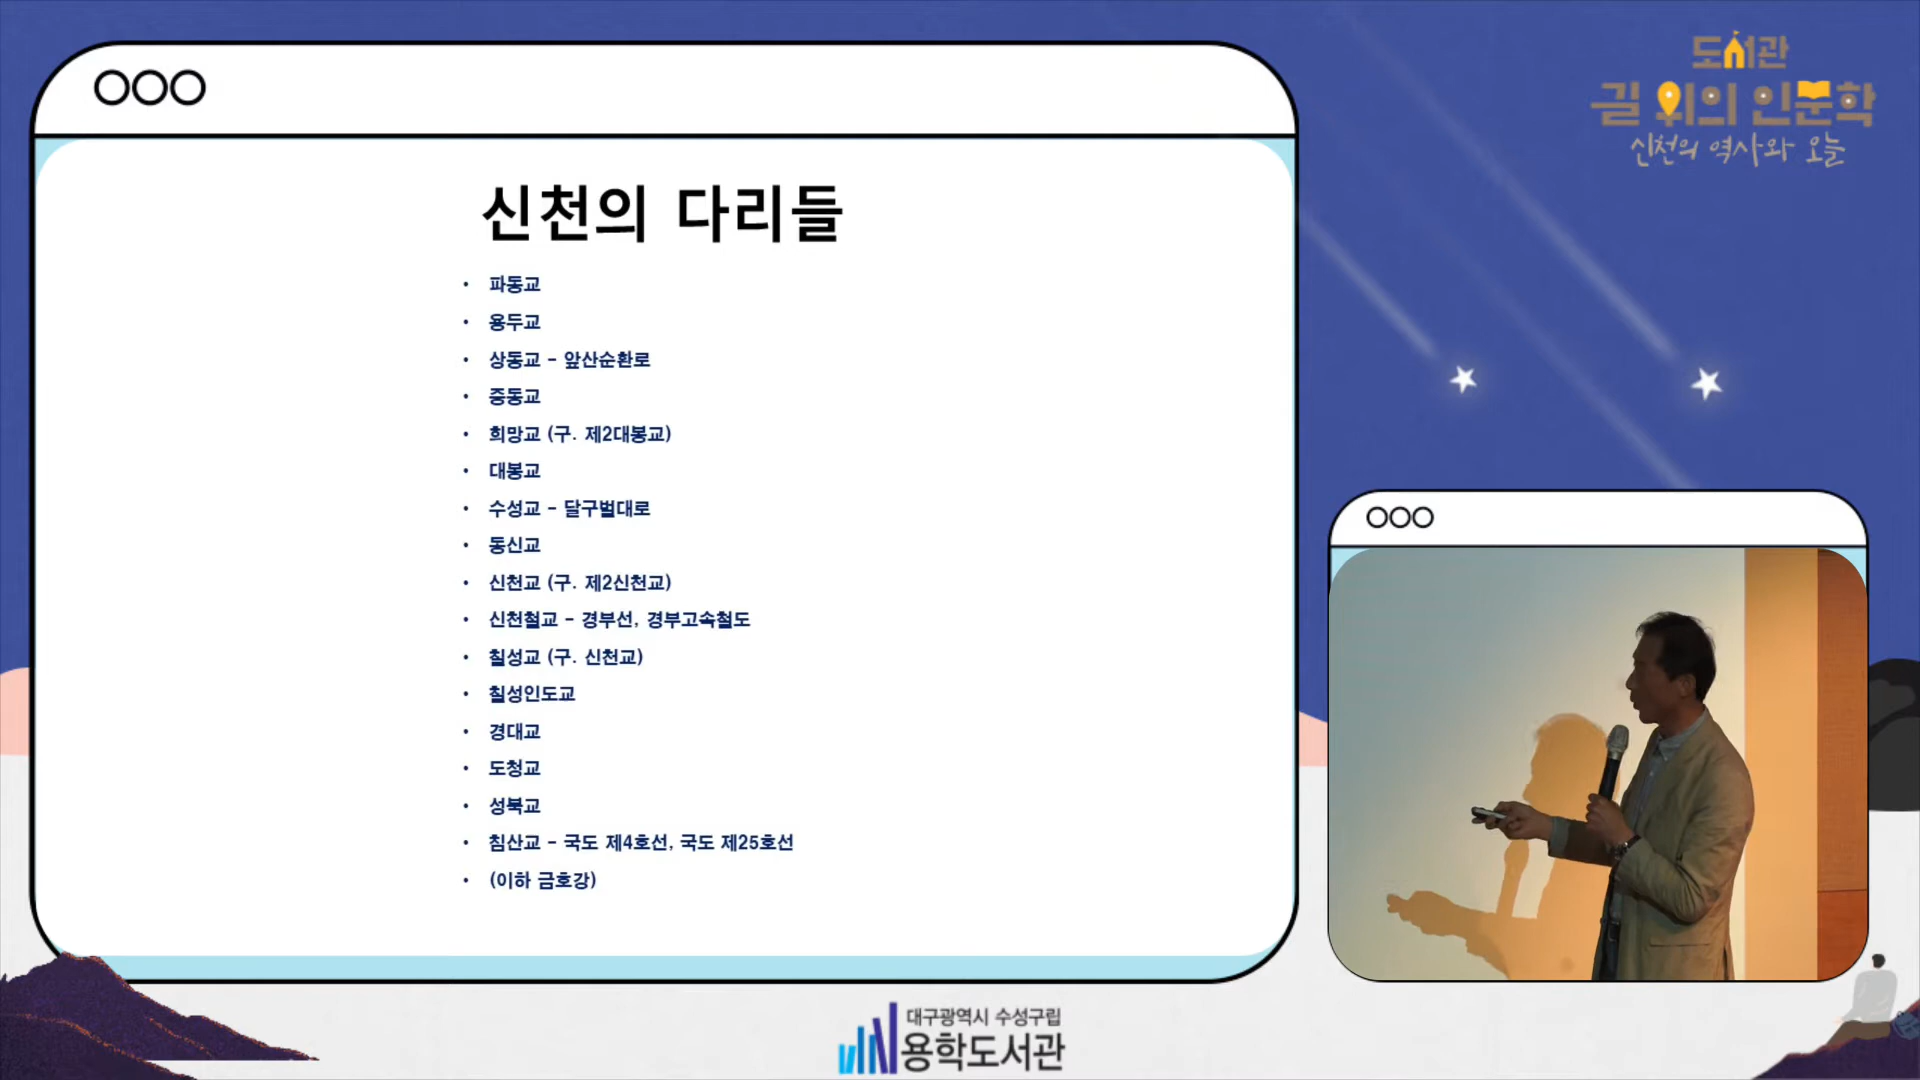 도서관
길 위의 인문학
신천의 역사와 오늘
신천의 다리들
• 파동교
• 용두교
• 상동교 - 앞산순환로
• 중동교
• 희망교 (구. 제2대봉교)
• 대봉교
• 수성교 - 달구벌대로
• 동신교
• 신천교 (구. 제2신천교)
• 신천철교 - 경부선, 경부고속철도
• 칠성교 (구. 신천교)
• 칠성인도교
• 경대교
• 도청교
• 성북교
• 침산교 - 국도 제4호선, 국도 제25호선
• (이하 금호강)
대구광역시 수성구립
용학도서관